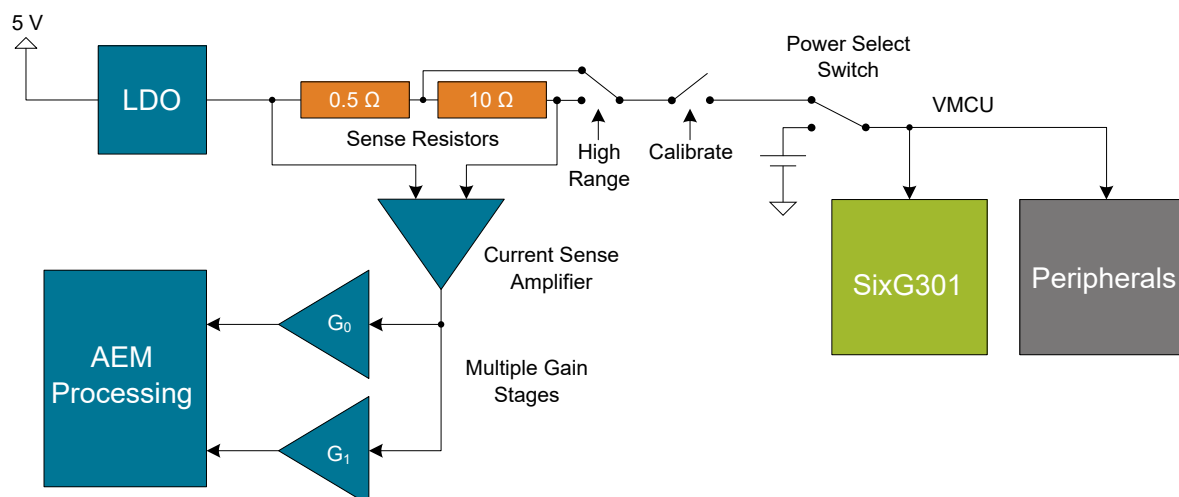 5 V
LDO
0.5 Ω
10 Ω
Sense Resistors
High
Range
Calibrate
Power Select
Switch
VMCU
Current Sense
Amplifier
SixG301
Peripherals
AEM
Processing
G0
Multiple Gain
Stages
G1